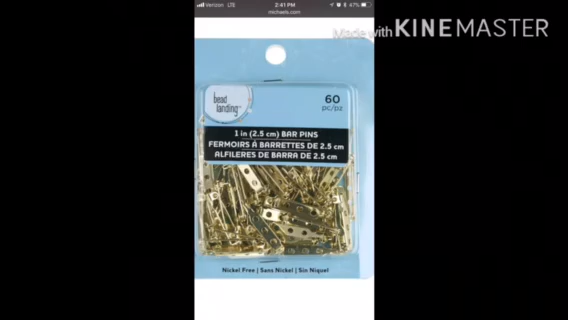 Verizon LTE 2:41 PM 47%
michaels.com
Made with KINEMASTER
bead
landing™
60
pc/pz
1 in (2.5 cm) BAR PINS
FERMOIRS À BARRETTES DE 2.5 cm
ALFILERES DE BARRA DE 2.5 cm
Nickel Free | Sans Nickel | Sin Niquel